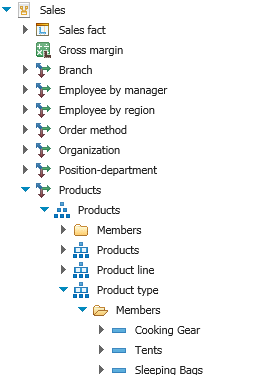 Sales
Sales fact
Gross margin
Branch
Employee by manager
Employee by region
Order method
Organization
Position-department
Products
Products
Members
Products
Product line
Product type
Members
Cooking Gear
Tents
Sleeping Bags